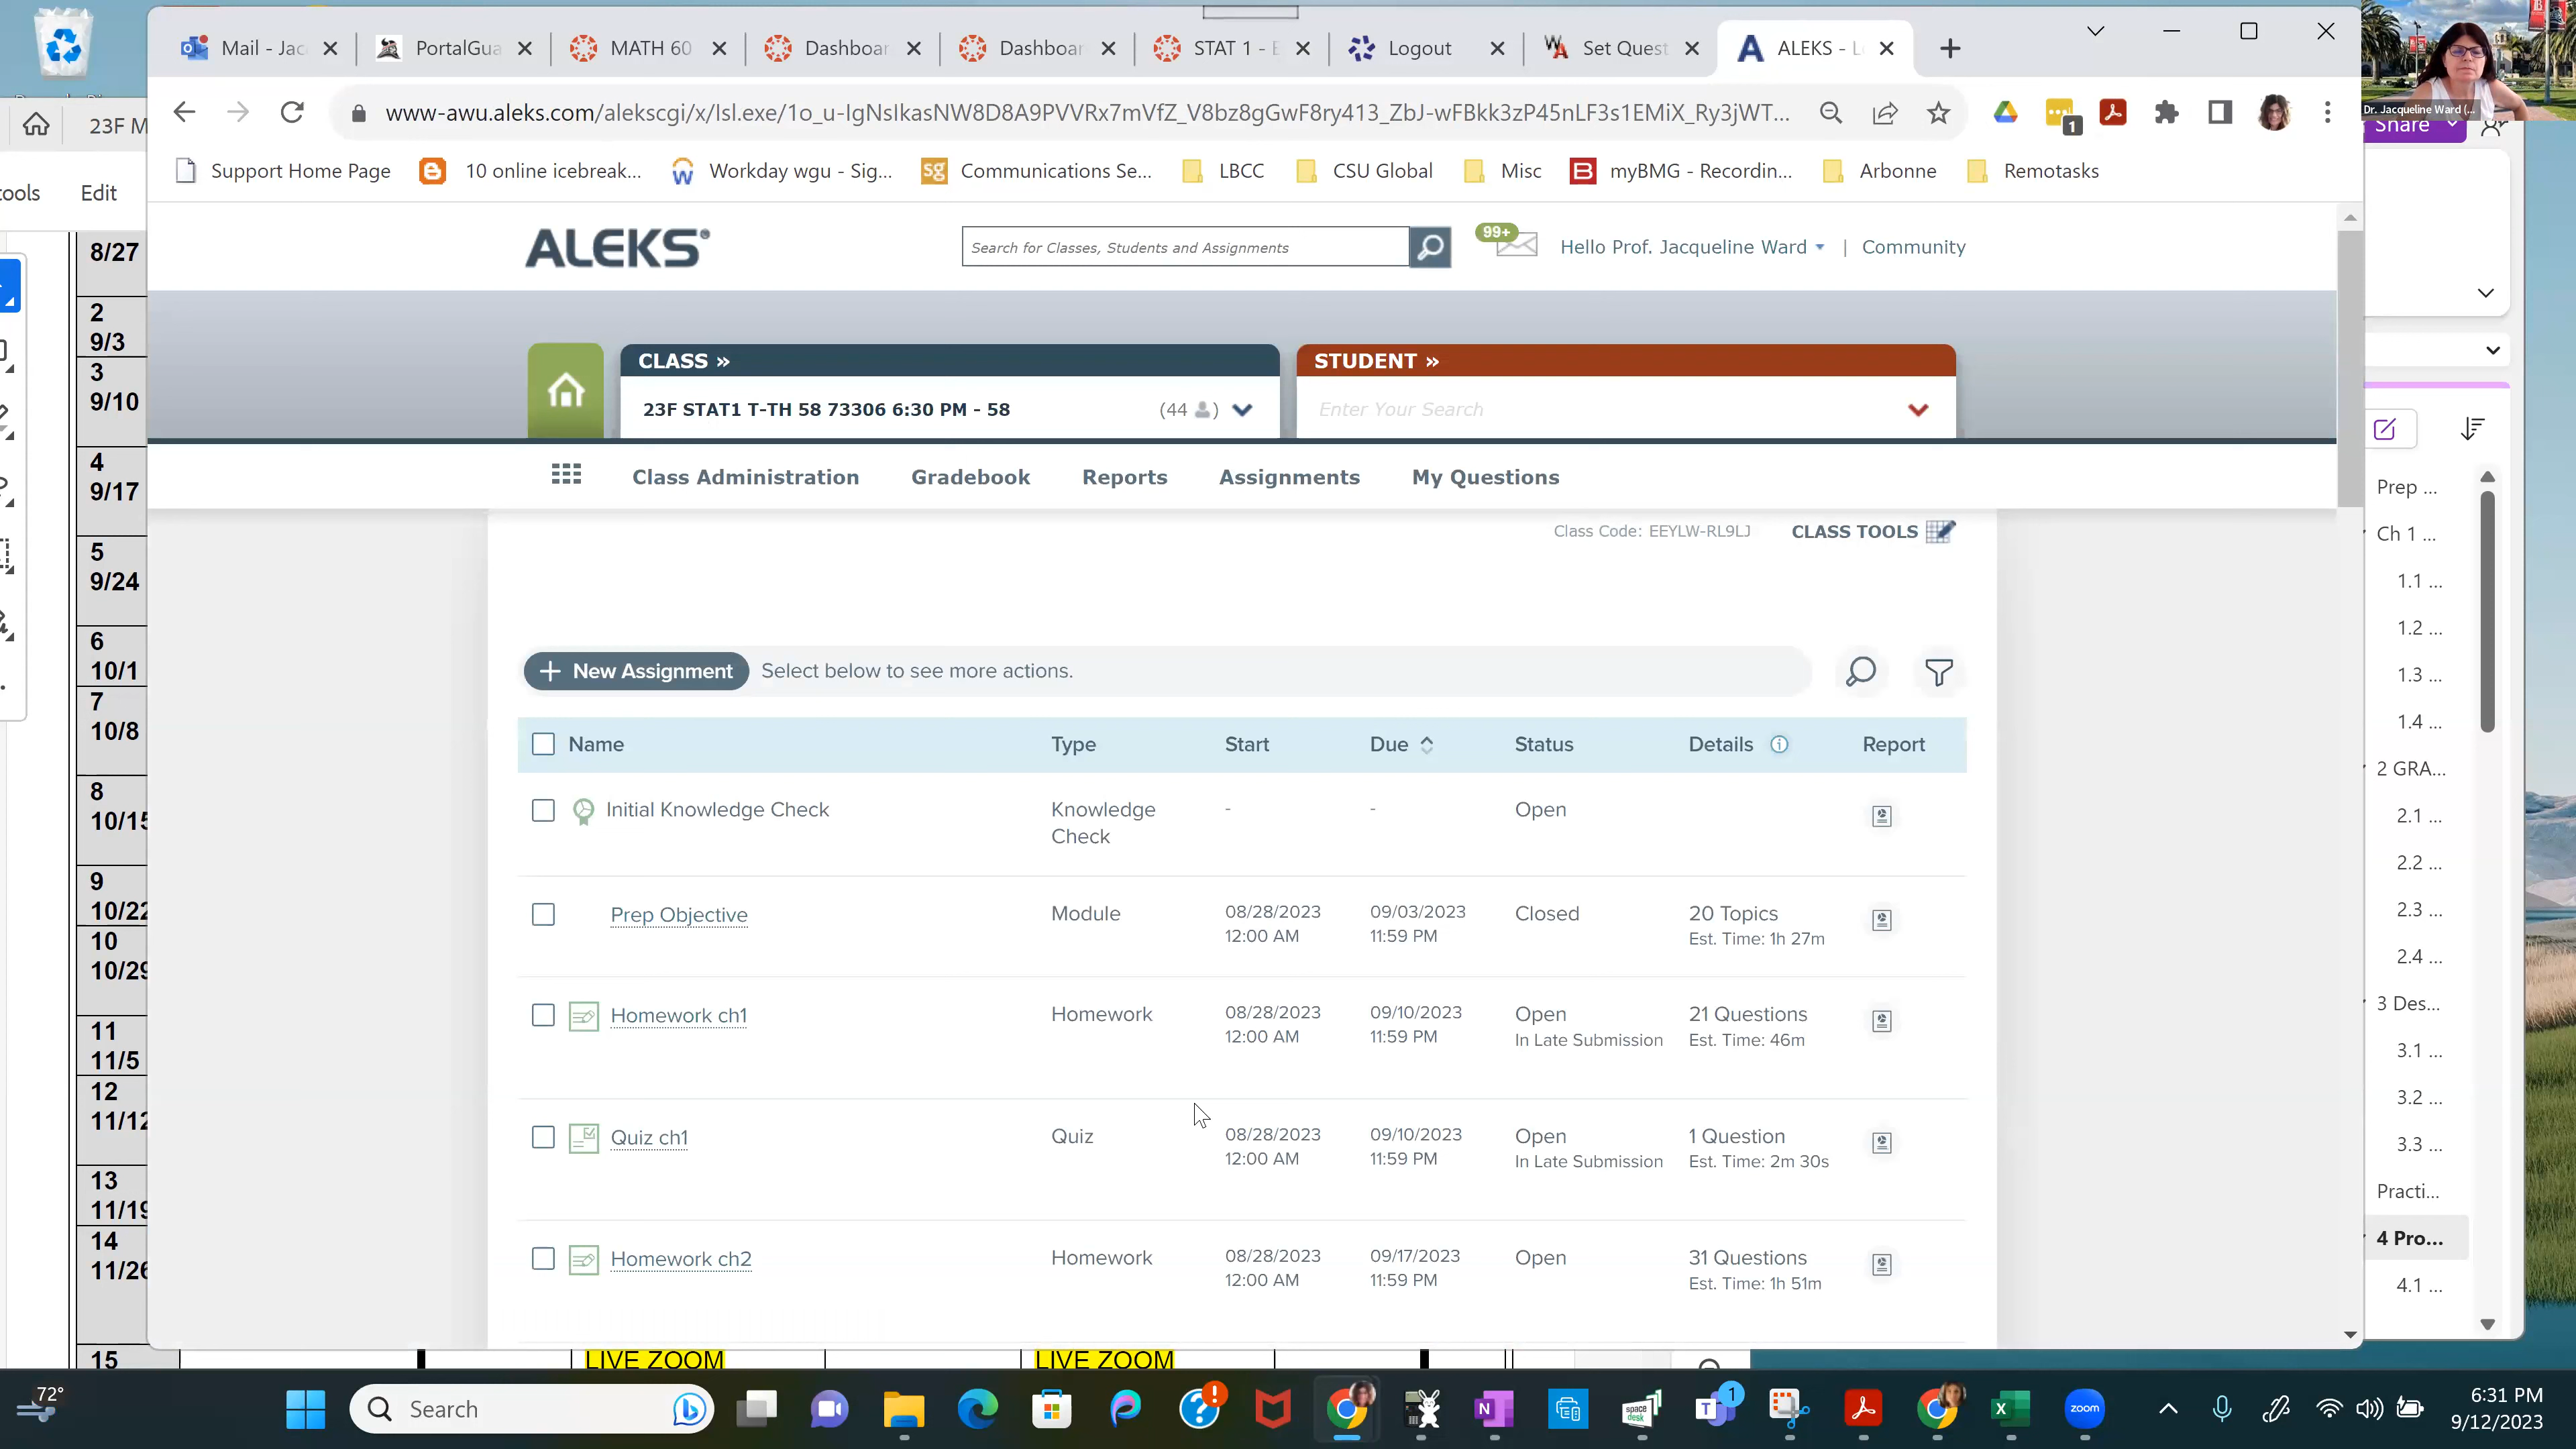 Mail - Jac
PortalGua
MATH 60
Dashboar
Dashboar
STAT 1 - E
Logout
Set Quest
ALEKS - L
Dr. Jacqueline Ward (...
www-awu.aleks.com/alekscgi/x/Isl.exe/1o_u-IgNsIkasNW8D8A9PVVRx7mVfZ_V8bz8gGwF8ry413_ZbJ-wFBkk3zP45nLF3s1EMiX_Ry3jWT...
1
Share
23F M
Support Home Page
10 online icebreak...
Workday wgu - Sig...
Communications Se...
LBCC
CSU Global
Misc
myBMG - Recordin...
Arbonne
Remotasks
tools
Edit
ALEKS
Search for Classes, Students and Assignments
99+
Hello Prof. Jacqueline Ward
|
Community
CLASS »
STUDENT »
23F STAT1 T-TH 58 73306 6:30 PM - 58
(44 )
Enter Your Search
Class Administration
Gradebook
Reports
Assignments
My Questions
Class Code: EEYLW-RL9LJ
CLASS TOOLS
+ New Assignment
Select below to see more actions.
Name
Type
Start
Due
Status
Details
Report
Initial Knowledge Check
Knowledge
Check
-
-
Open
Prep Objective
Module
08/28/2023
12:00 AM
09/03/2023
11:59 PM
Closed
20 Topics
Est. Time: 1h 27m
Homework ch1
Homework
08/28/2023
12:00 AM
09/10/2023
11:59 PM
Open
In Late Submission
21 Questions
Est. Time: 46m
Quiz ch1
Quiz
08/28/2023
12:00 AM
09/10/2023
11:59 PM
Open
In Late Submission
1 Question
Est. Time: 2m 30s
Homework ch2
Homework
08/28/2023
12:00 AM
09/17/2023
11:59 PM
Open
31 Questions
Est. Time: 1h 51m
8/27
2
9/3
3
9/10
4
9/17
5
9/24
6
10/1
7
10/8
8
10/15
9
10/22
10
10/29
11
11/5
12
11/12
13
11/19
14
11/26
15
LIVE ZOOM
LIVE ZOOM
Prep ...
Ch 1 ...
1.1 ...
1.2 ...
1.3 ...
1.4 ...
2 GRA...
2.1 ...
2.2 ...
2.3 ...
2.4 ...
3 Des...
3.1 ...
3.2 ...
3.3 ...
Practi...
4 Pro...
4.1 ...
72°
Search
space
desk
1
zoom
6:31 PM
9/12/2023